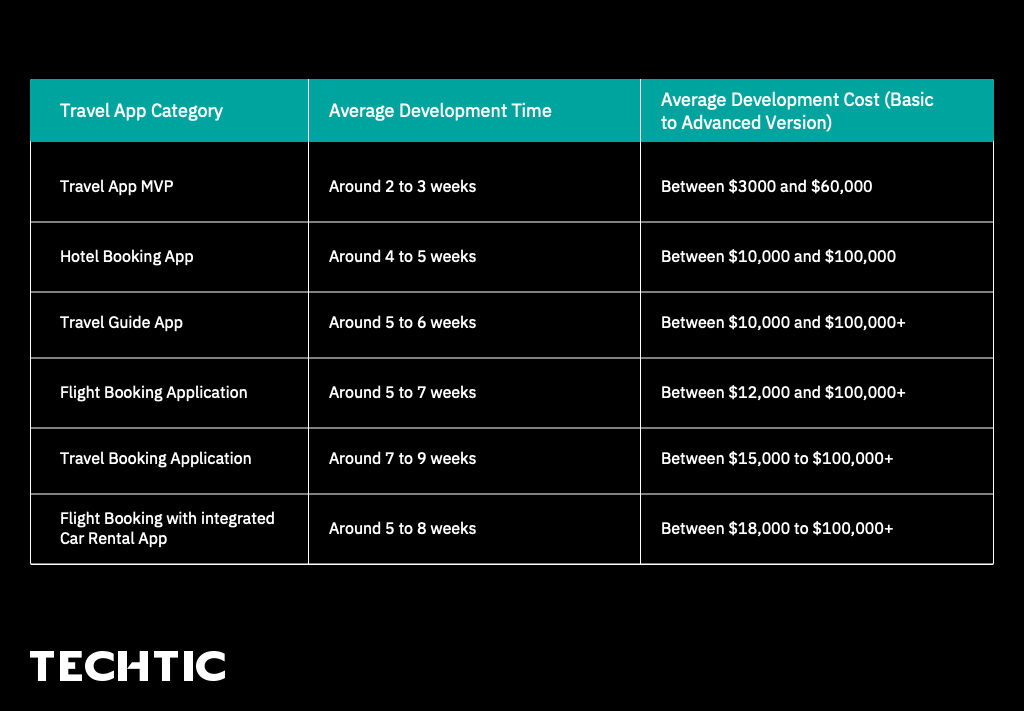 Travel App Category
Average Development Time
Average Development Cost (Basic
to Advanced Version)
Travel App MVP
Around 2 to 3 weeks
Between $3000 and $60,000
Hotel Booking App
Around 4 to 5 weeks
Between $10,000 and $100,000
Travel Guide App
Around 5 to 6 weeks
Between $10,000 and $100,000+
Flight Booking Application
Around 5 to 7 weeks
Between $12,000 and $100,000+
Travel Booking Application
Around 7 to 9 weeks
Between $15,000 to $100,000+
Flight Booking with integrated
Car Rental App
Around 5 to 8 weeks
Between $18,000 to $100,000+
TECHTIC